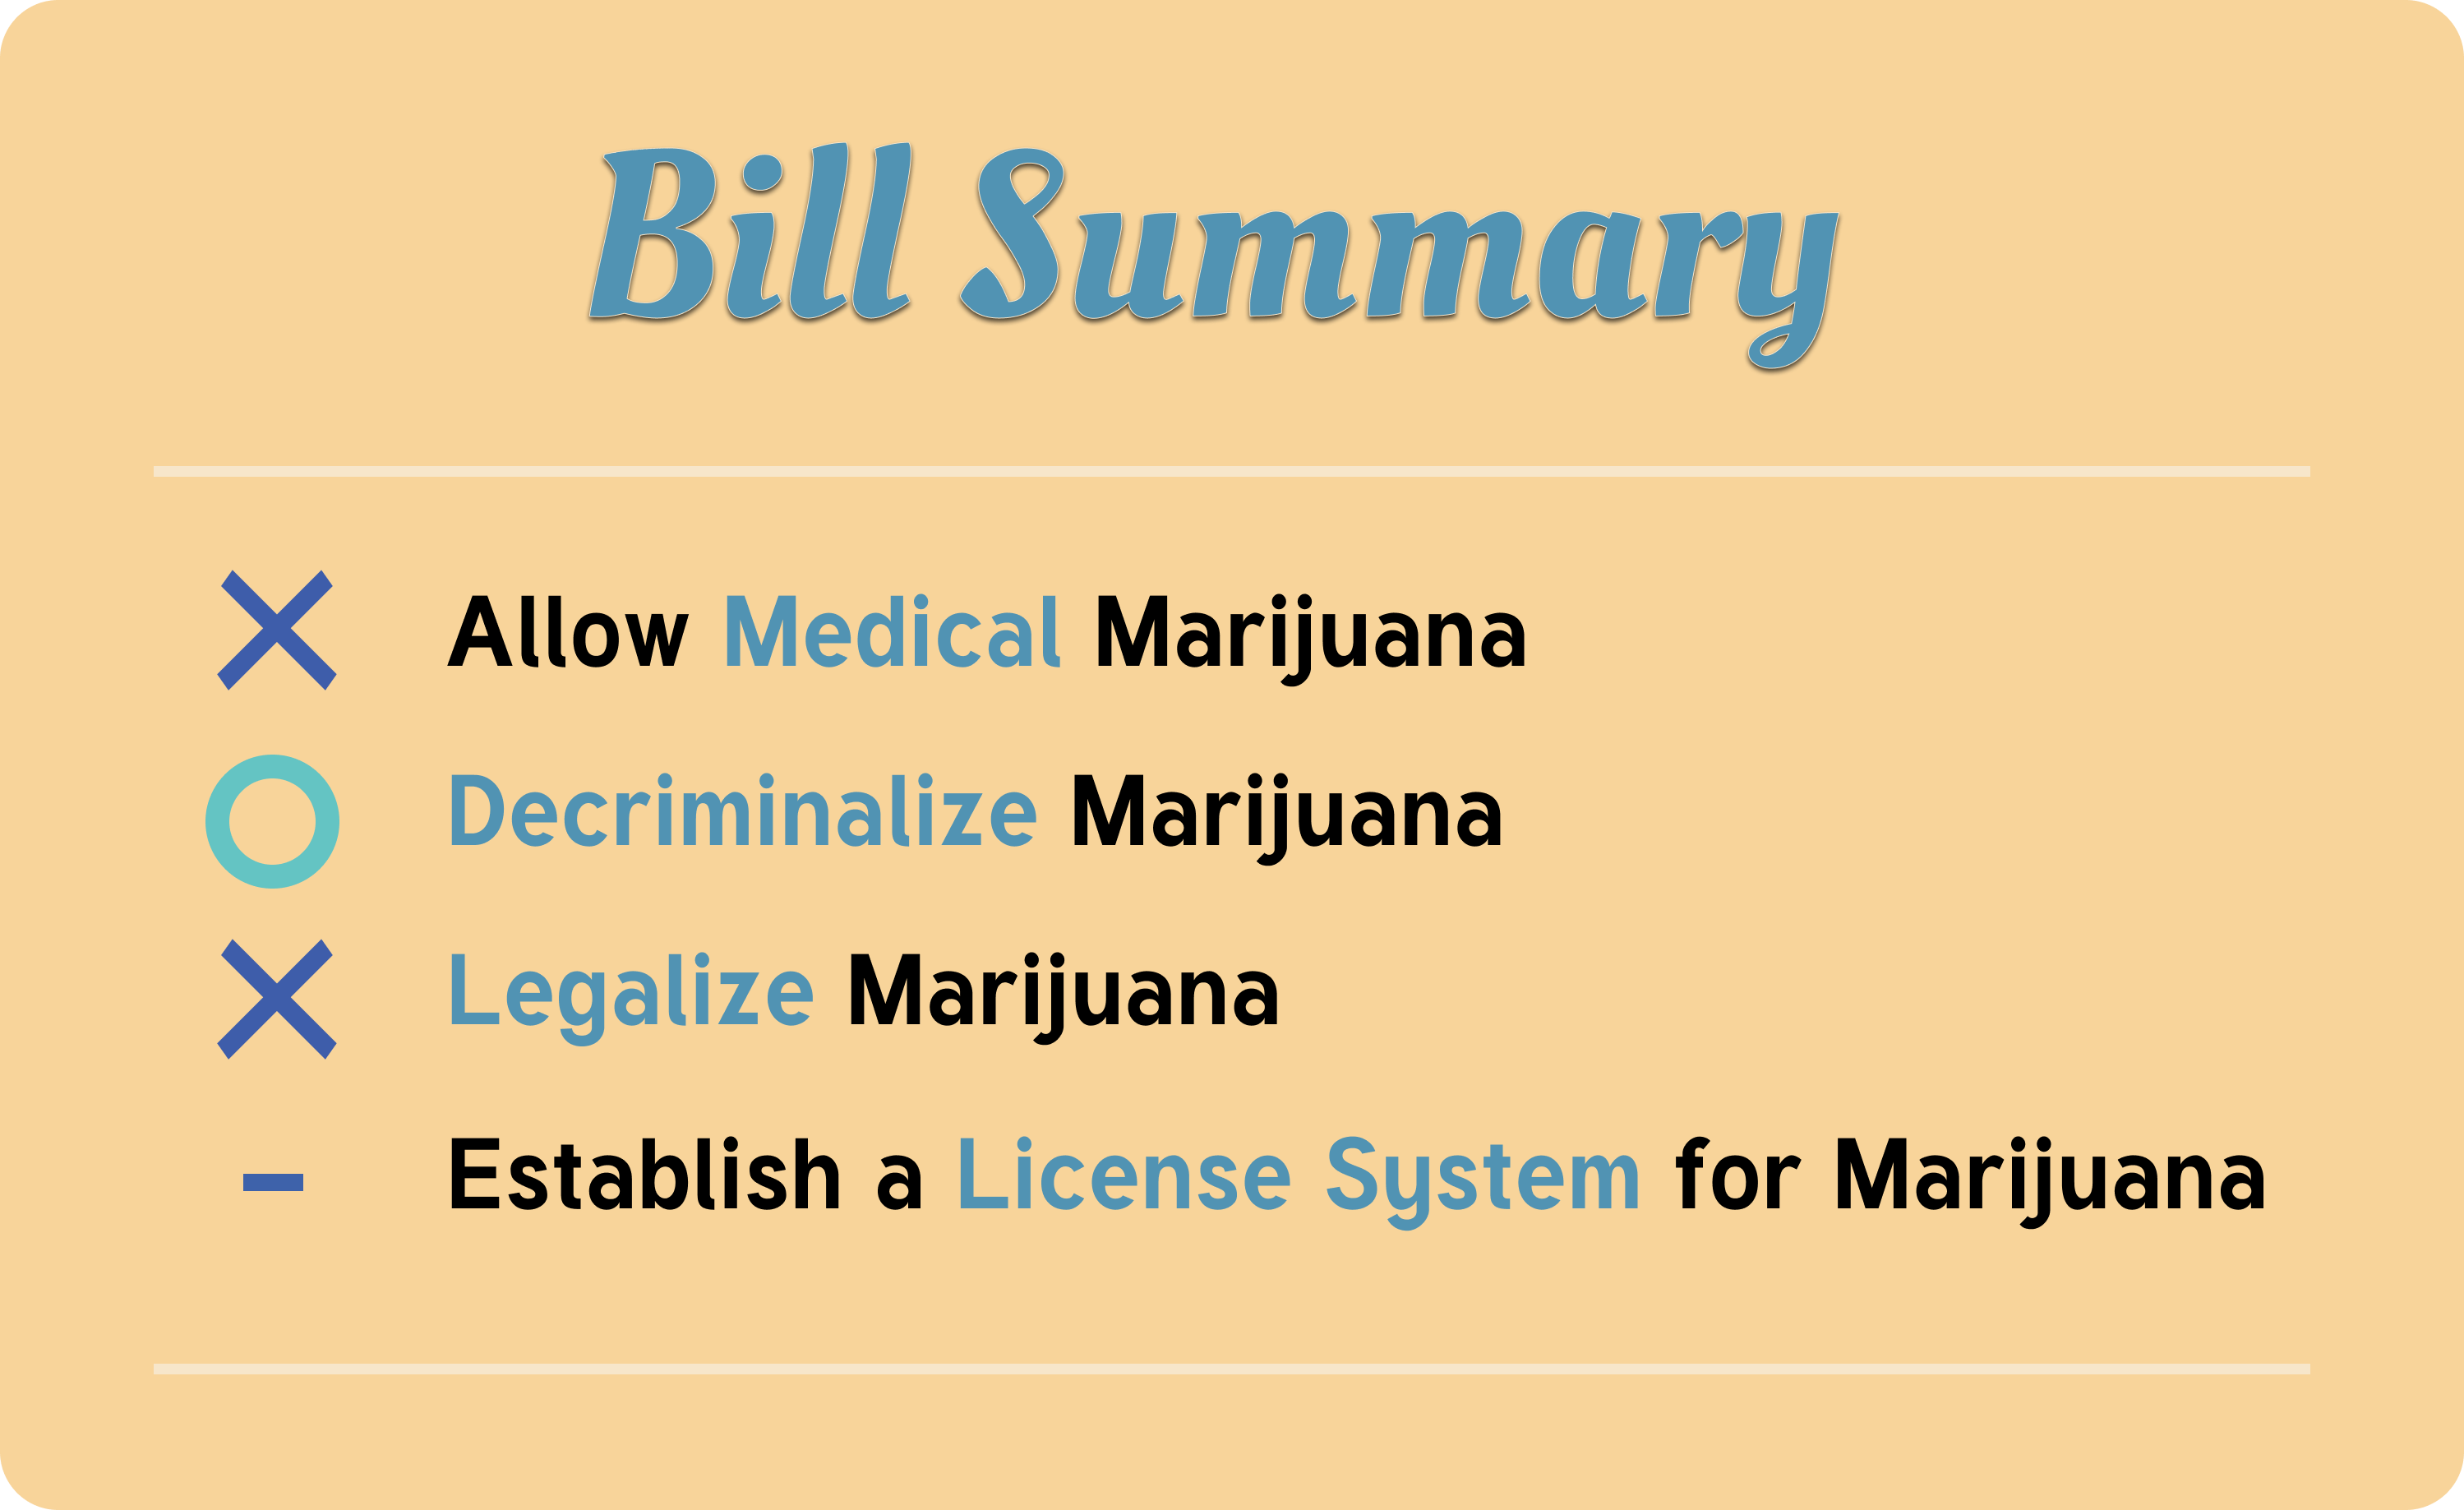 Bill Summary
Allow Medical Marijuana
Decriminalize Marijuana
Legalize Marijuana
Establish a License System for Marijuana